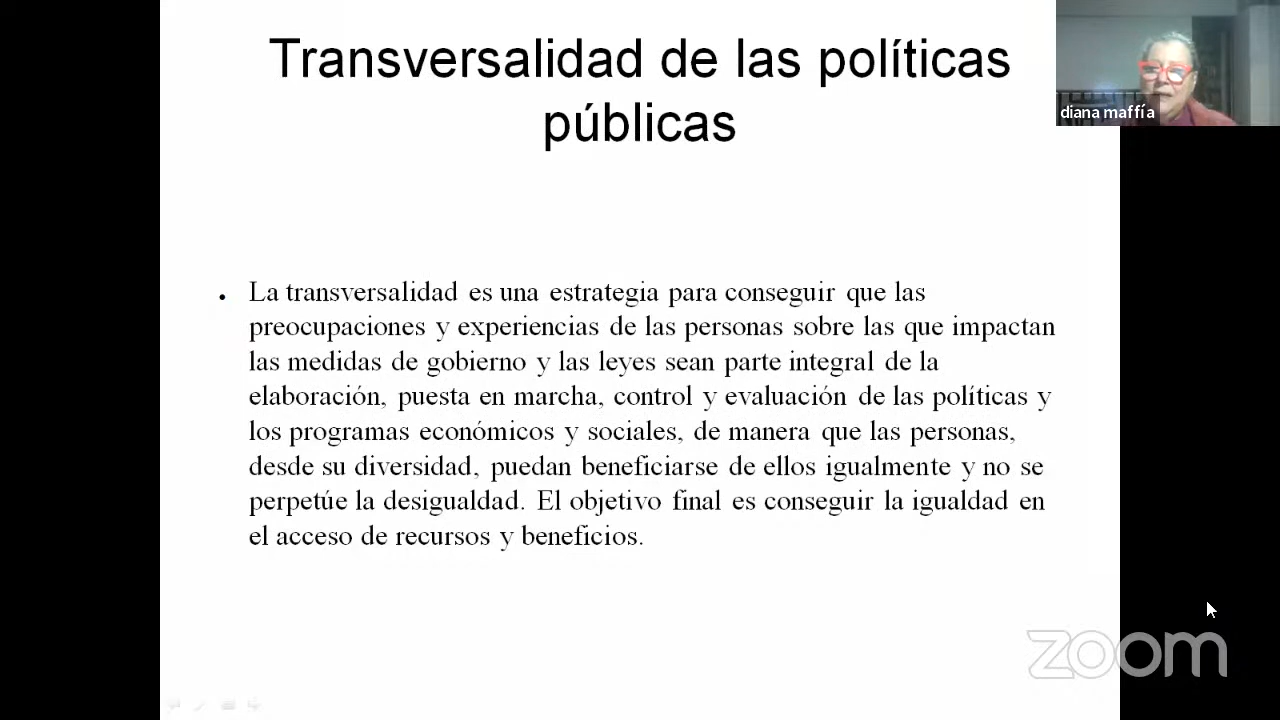 Transversalidad de las políticas
públicas
diana maffía
• La transversalidad es una estrategia para conseguir que las
preocupaciones y experiencias de las personas sobre las que impactan
las medidas de gobierno y las leyes sean parte integral de la
elaboración, puesta en marcha, control y evaluación de las políticas y
los programas económicos y sociales, de manera que las personas,
desde su diversidad, puedan beneficiarse de ellos igualmente y no se
perpetúe la desigualdad. El objetivo final es conseguir la igualdad en
el acceso de recursos y beneficios.
zoom